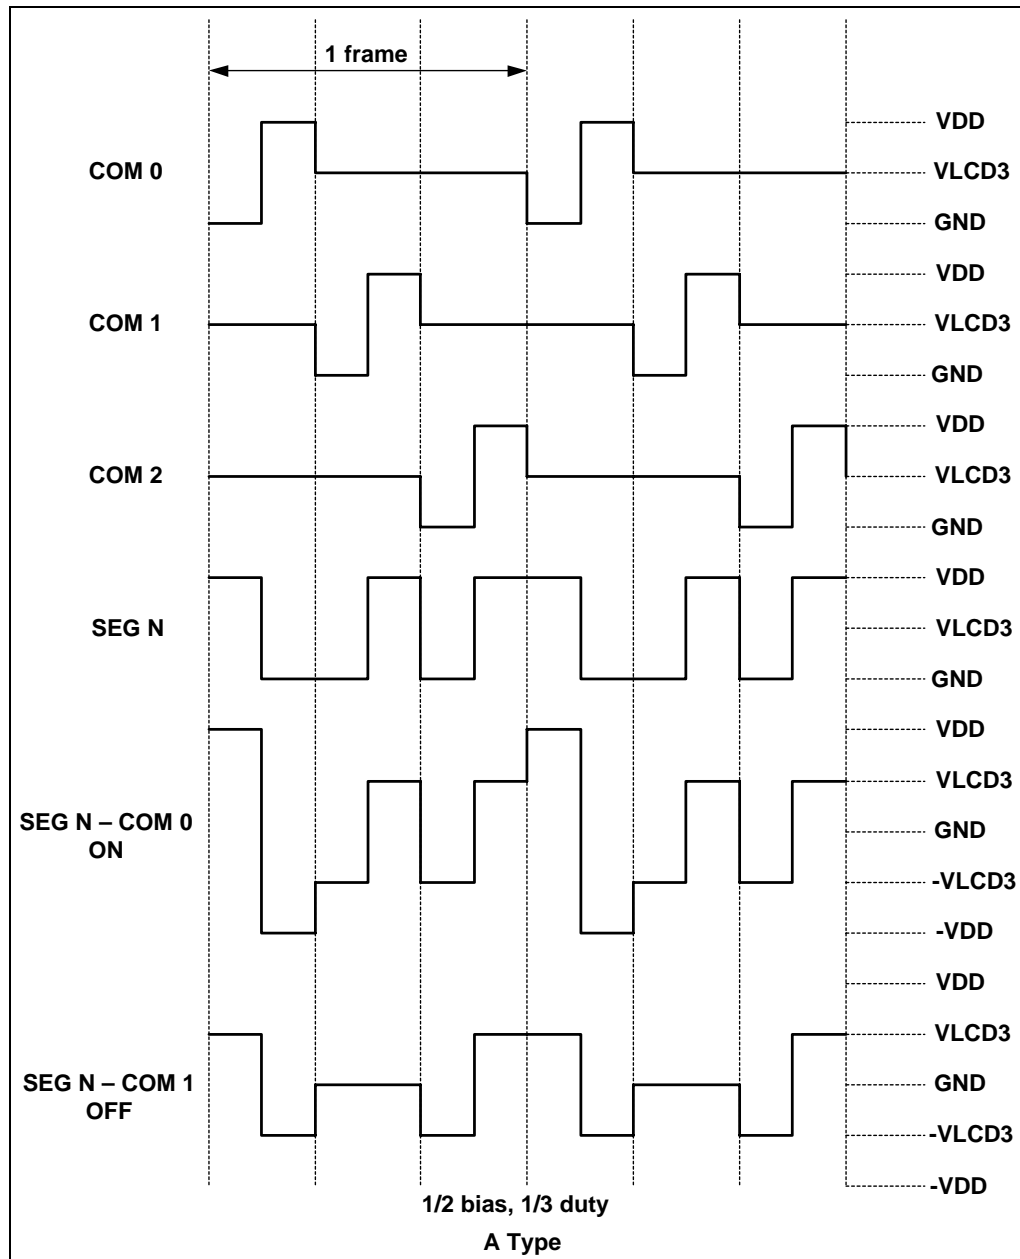 1 frame
COM 0
VDD
VLCD3
GND
COM 1
VDD
VLCD3
GND
COM 2
VDD
VLCD3
GND
SEG N
VDD
VLCD3
GND
SEG N – COM 0
ON
VDD
VLCD3
GND
-VLCD3
-VDD
SEG N – COM 1
OFF
VDD
VLCD3
GND
-VLCD3
-VDD
1/2 bias, 1/3 duty
A Type